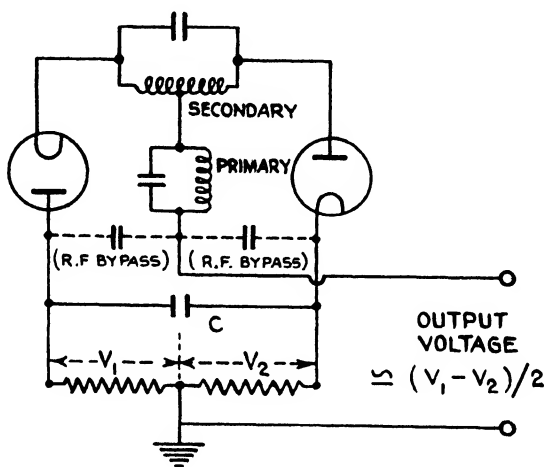 SECONDARY
PRIMARY
(R.F BYPASS) (R.F. BYPASS)
C
V₁ V₂
OUTPUT
VOLTAGE
≃ (V₁ - V₂)/2